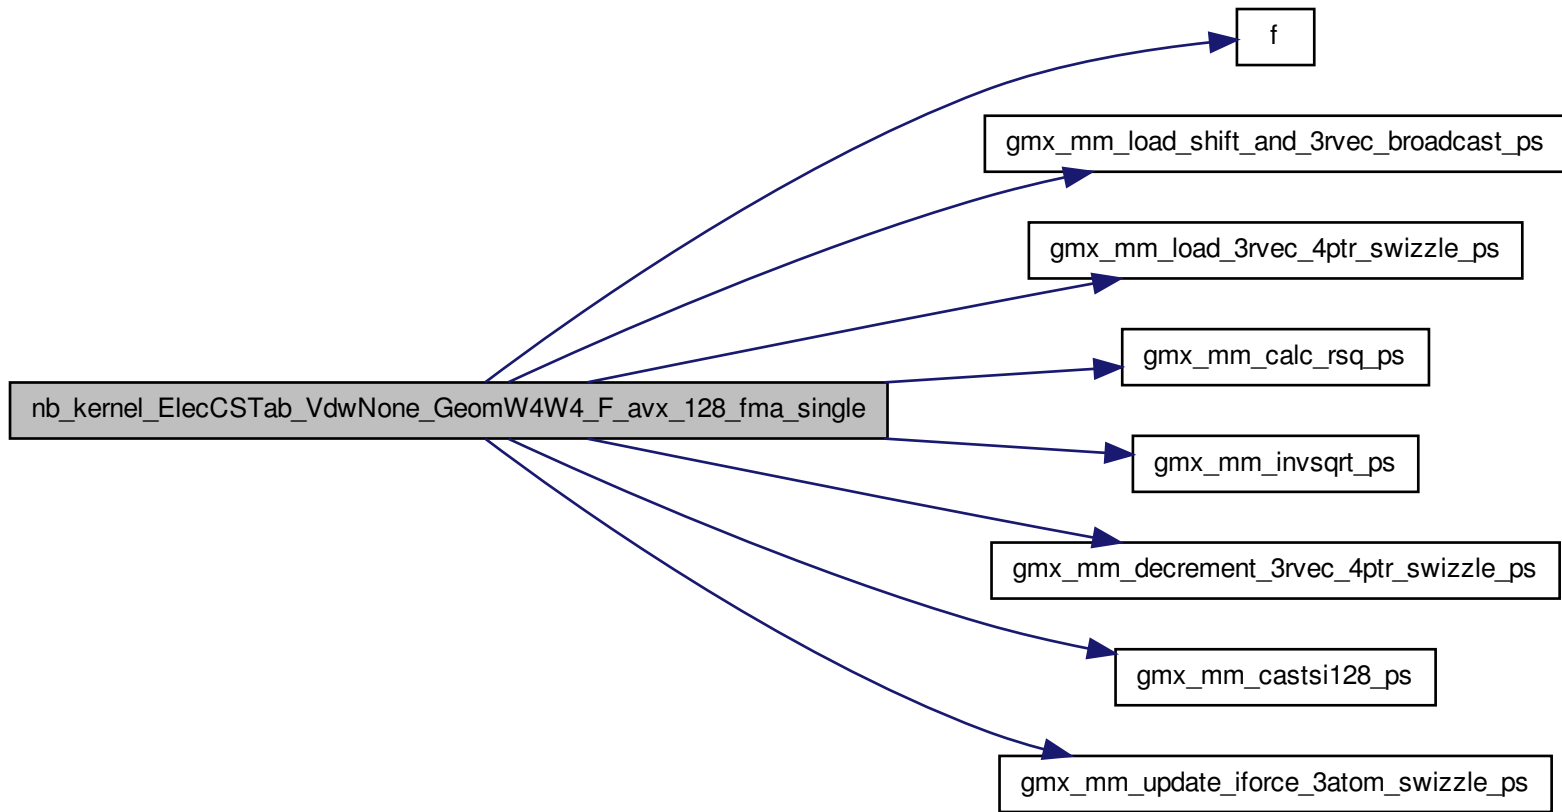 f
gmx_mm_load_shift_and_3rvec_broadcast_ps
gmx_mm_load_3rvec_4ptr_swizzle_ps
gmx_mm_calc_rsq_ps
nb_kernel_ElecCSTab_VdwNone_GeomW4W4_F_avx_128_fma_single
gmx_mm_invsqrt_ps
gmx_mm_decrement_3rvec_4ptr_swizzle_ps
gmx_mm_castsi128_ps
gmx_mm_update_iforce_3atom_swizzle_ps